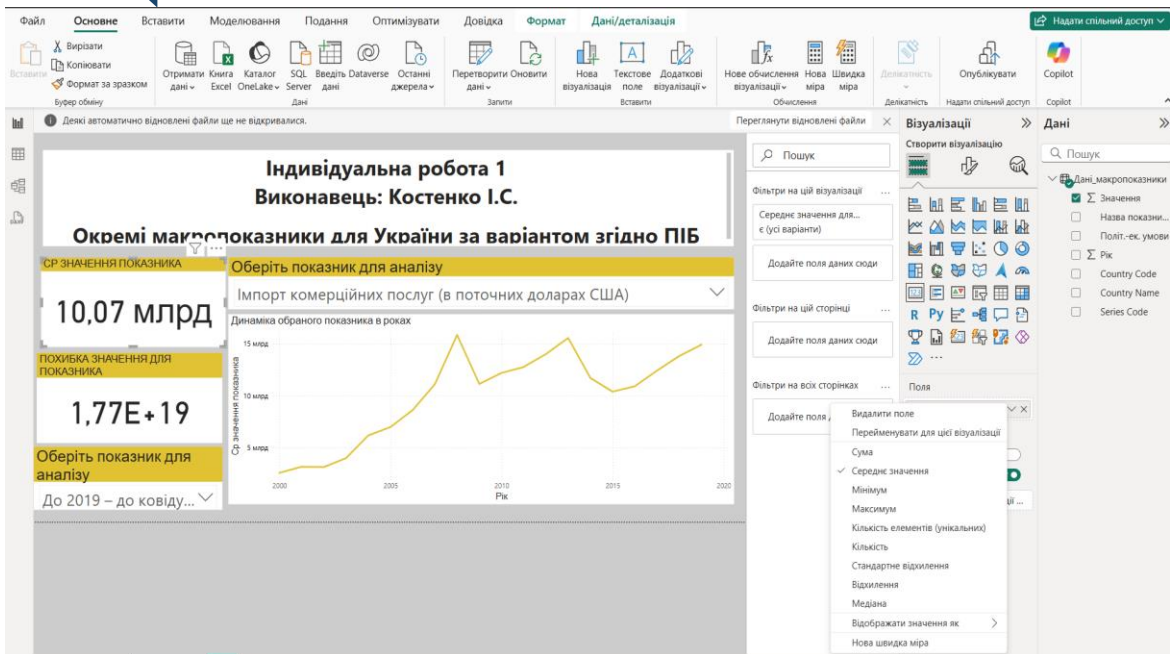 Файл Основне Вставити Моделювання Подання Оптимізувати Довідка Формат Дані/деталізація Надати спільний доступ
Вставити
Вирізати
Копіювати
Формат за зразком
Отримати дані
Книга Excel
Каталог OneLake
SQL Server
Введіть дані
Dataverse
Останні джерела
Перетворити дані
Оновити
Нова візуалізація
Текстове поле
Додаткові візуалізації
Нове обчислення візуалізації
Нова міра
Швидка міра
Делікатність
Опублікувати
Copilot
Буфер обміну Дані Запити Вставити Обчислення Делікатність Надати спільний доступ Copilot
Деякі автоматично відновлені файли ще не відкривалися. Переглянути відновлені файли
Індивідуальна робота 1
Виконавець: Костенко І.С.
Окремі макропоказники для України за варіантом згідно ПІБ
СР ЗНАЧЕННЯ ПОКАЗНИКА
10,07 млрд
ПОХИБКА ЗНАЧЕННЯ ДЛЯ
ПОКАЗНИКА
1,77E+19
Оберіть показник для
аналізу
До 2019 – до ковіду...
Оберіть показник для аналізу
Імпорт комерційних послуг (в поточних доларах США)
Динаміка обраного показника в роках
Ср значення показника
15 млрд
10 млрд
5 млрд
2000 2005 2010 2015 2020
Рік
Пошук
Фільтри на цій візуалізації ...
Середнє значення для...
є (усі варіанти)
Додайте поля даних сюди
Фільтри на цій сторінці ...
Додайте поля даних сюди
Фільтри на всіх сторінках ...
Додайте поля
Візуалізації
Створити візуалізацію
R Py
...
Поля
Видалити поле
Перейменувати для цієї візуалізації
Сума
Середнє значення
Мінімум
Максимум
Кількість елементів (унікальних)
Кількість
Стандартне відхилення
Відхилення
Медіана
Відображати значення як
Нова швидка міра
Дані
Пошук
Дані_макропоказники
Значення
Назва показни...
Політ.-ек. умови
Рік
Country Code
Country Name
Series Code